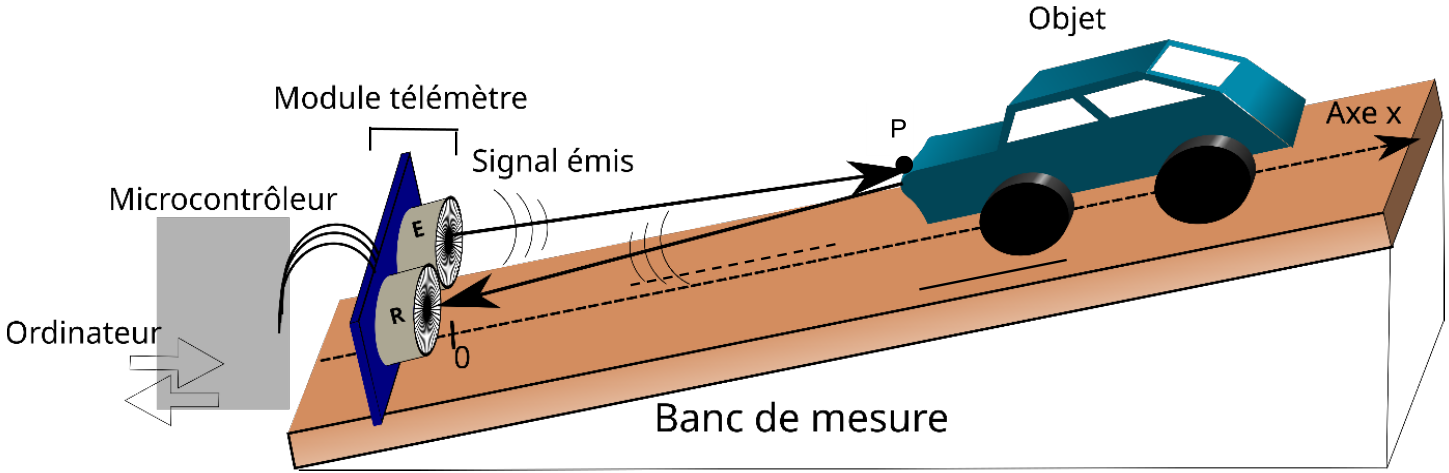 Objet
Module télémètre
Axe x
P
Signal émis
Microcontrôleur
E
R
Ordinateur
0
Banc de mesure